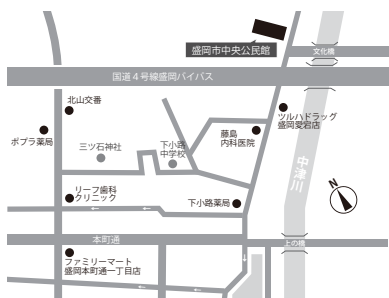 盛岡市中央公民館
文化橋
国道4号線盛岡バイパス
北山交番
ツルハドラッグ
盛岡愛宕店
ポプラ薬局
藤島
内科医院
下小路
中学校
三ツ石神社
中津川
N
リーフ歯科
クリニック
下小路薬局
本町通
上の橋
ファミリーマート
盛岡本町通一丁目店